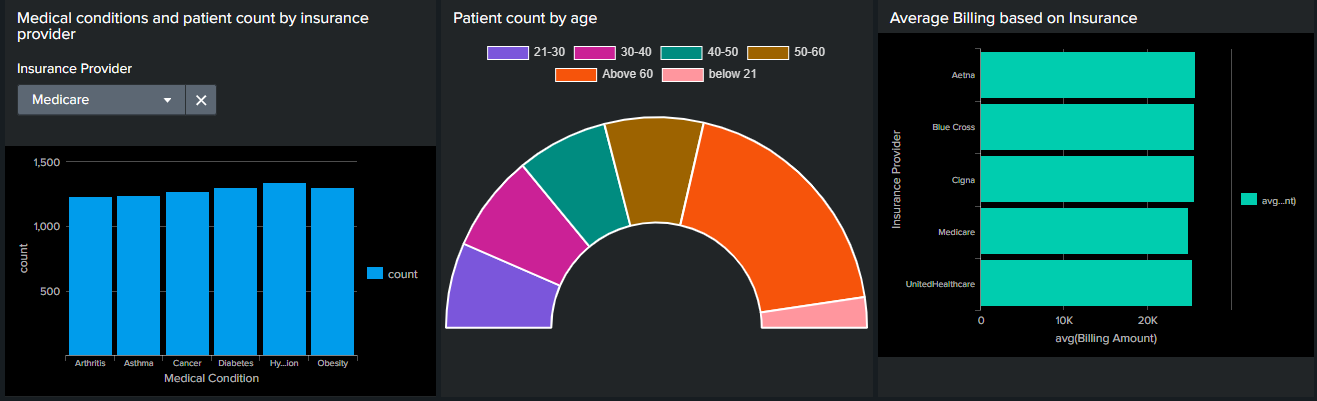 Medical conditions and patient count by insurance
provider
Insurance Provider
Medicare
1,500
1,000
500
count
count
Arthritis Asthma Cancer Diabetes Hy...ion Obesity
Medical Condition
Patient count by age
21-30 30-40 40-50 50-60
Above 60 below 21
Average Billing based on Insurance
Insurance Provider
Aetna
Blue Cross
Cigna
Medicare
UnitedHealthcare
0 10K 20K
avg(Billing Amount)
avg...nt)